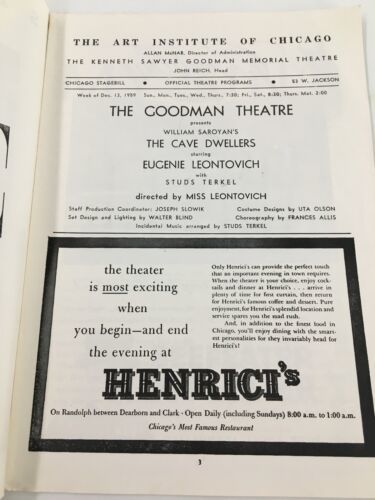 THE ART INSTITUTE OF CHICAGO
ALLAN McNAB, Director of Administration
THE KENNETH SAWYER GOODMAN MEMORIAL THEATRE
JOHN REICH, Head
CHICAGO STAGEBILL • OFFICIAL THEATRE PROGRAMS • 53 W. JACKSON
Week of Dec. 13, 1959 Sun., Mon., Tues., Wed., Thurs., 7:30; Fri., Sat., 8:30; Thurs. Mat. 2:00
THE GOODMAN THEATRE
presents
WILLIAM SAROYAN'S
THE CAVE DWELLERS
starring
EUGENIE LEONTOVICH
with
STUDS TERKEL
directed by MISS LEONTOVICH
Staff Production Coordinator: JOSEPH SLOWIK Costume Designs by UTA OLSON
Set Design and Lighting by WALTER BLIND Choreography by FRANCES ALLIS
Incidental Music arranged by STUDS TERKEL
the theater
is most exciting
when
you begin—and end
the evening at
Only Henrici's can provide the perfect touch
that an important evening in town requires.
When the theater is your choice, enjoy cock-
tails and dinner at Henrici's . . . arrive in
plenty of time for first curtain, then return
for Henrici's famous coffee and dessert. Pure
enjoyment, for Henrici's splendid location and
service spares you the mad rush.
And, in addition to the finest food in
Chicago, you'll enjoy dining with the smart-
est personalities for they invariably head for
Henrici's!
HENRICI's
On Randolph between Dearborn and Clark - Open Daily (including Sundays) 8:00 a.m. to 1:00 a.m.
Chicago's Most Famous Restaurant
3